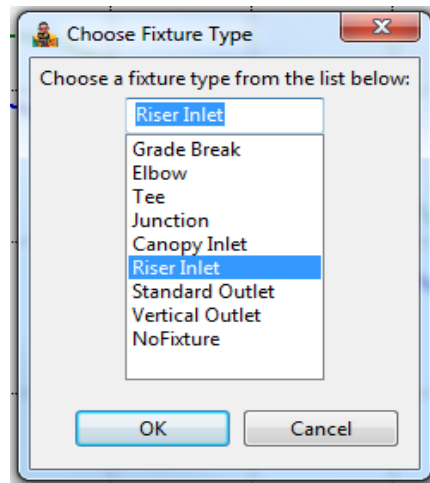 Choose Fixture Type
Choose a fixture type from the list below:
Riser Inlet
Grade Break
Elbow
Tee
Junction
Canopy Inlet
Riser Inlet
Standard Outlet
Vertical Outlet
NoFixture
OK Cancel